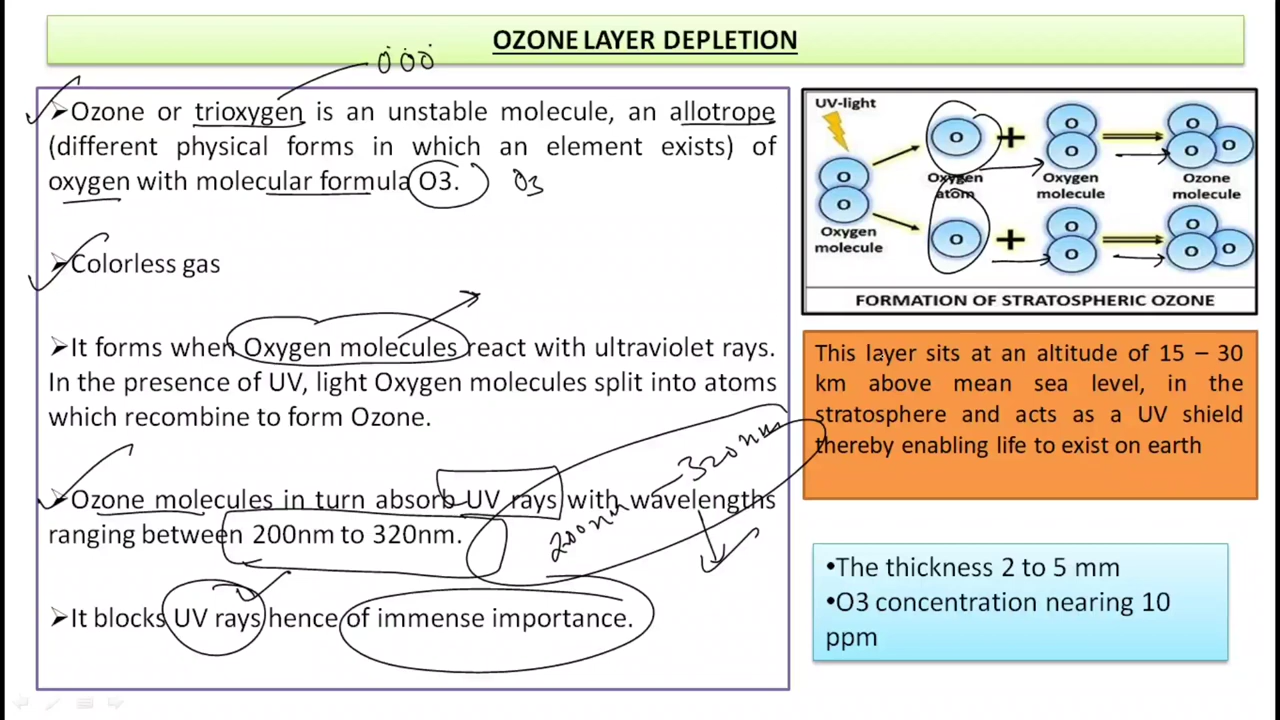 OZONE LAYER DEPLETION
O O O
➢Ozone or trioxygen is an unstable molecule, an allotrope
(different physical forms in which an element exists) of
oxygen with molecular formula O3. O3
➢Colorless gas
➢It forms when Oxygen molecules react with ultraviolet rays.
In the presence of UV, light Oxygen molecules split into atoms
which recombine to form Ozone.
➢Ozone molecules in turn absorb UV rays with wavelengths
ranging between 200nm to 320nm.
200nm – 320nm
➢It blocks UV rays hence of immense importance.
UV-light
O O O O O
O O O O
Oxygen atom
Oxygen molecule
Ozone molecule
O
Oxygen molecule
O O O
O O O
FORMATION OF STRATOSPHERIC OZONE
This layer sits at an altitude of 15 – 30
km above mean sea level, in the
stratosphere and acts as a UV shield
thereby enabling life to exist on earth
•The thickness 2 to 5 mm
•O3 concentration nearing 10
ppm